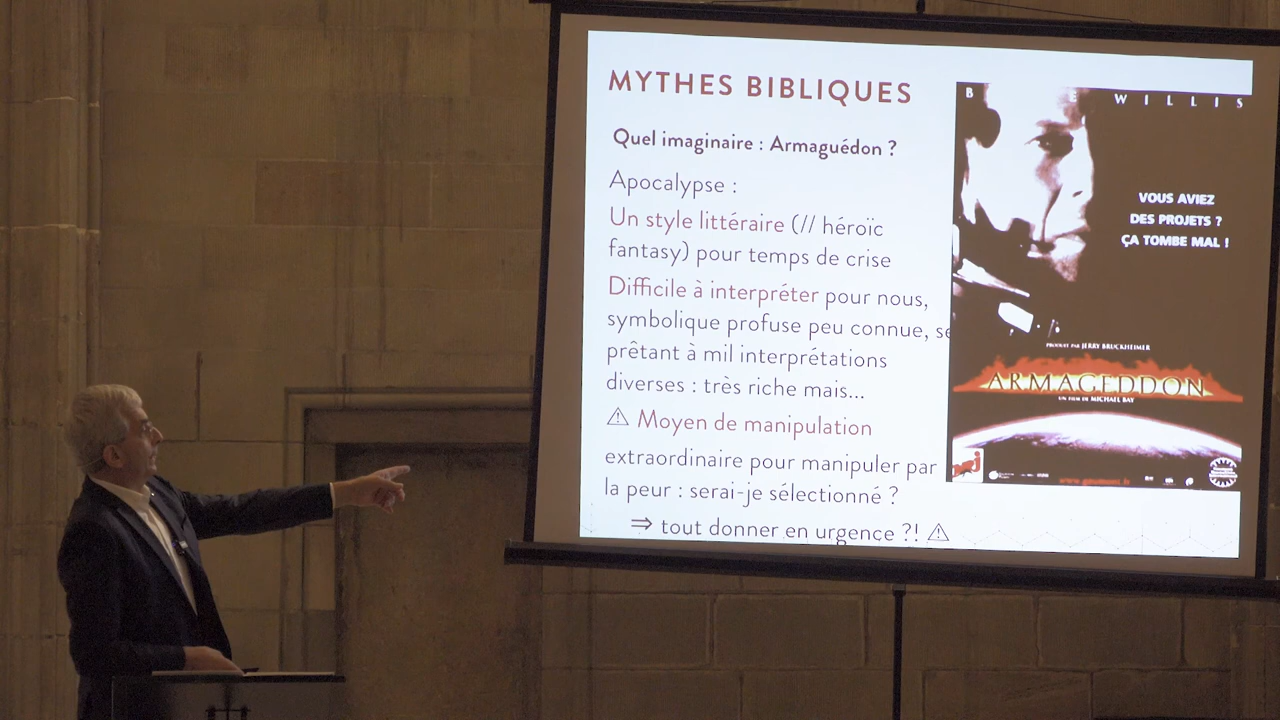 MYTHES BIBLIQUES
Quel imaginaire : Armaguédon ?
Apocalypse :
Un style littéraire (// héroïc
fantasy) pour temps de crise
Difficile à interpréter pour nous,
symbolique profuse peu connue, se
prêtant à mil interprétations
diverses : très riche mais...
⚠ Moyen de manipulation
extraordinaire pour manipuler par
la peur : serai-je sélectionné ?
⇒ tout donner en urgence ?! ⚠
B E WILLIS
VOUS AVIEZ
DES PROJETS ?
ÇA TOMBE MAL !
PRODUIT PAR JERRY BRUCKHEIMER
ARMAGEDDON
UN FILM DE MICHAEL BAY
nrj